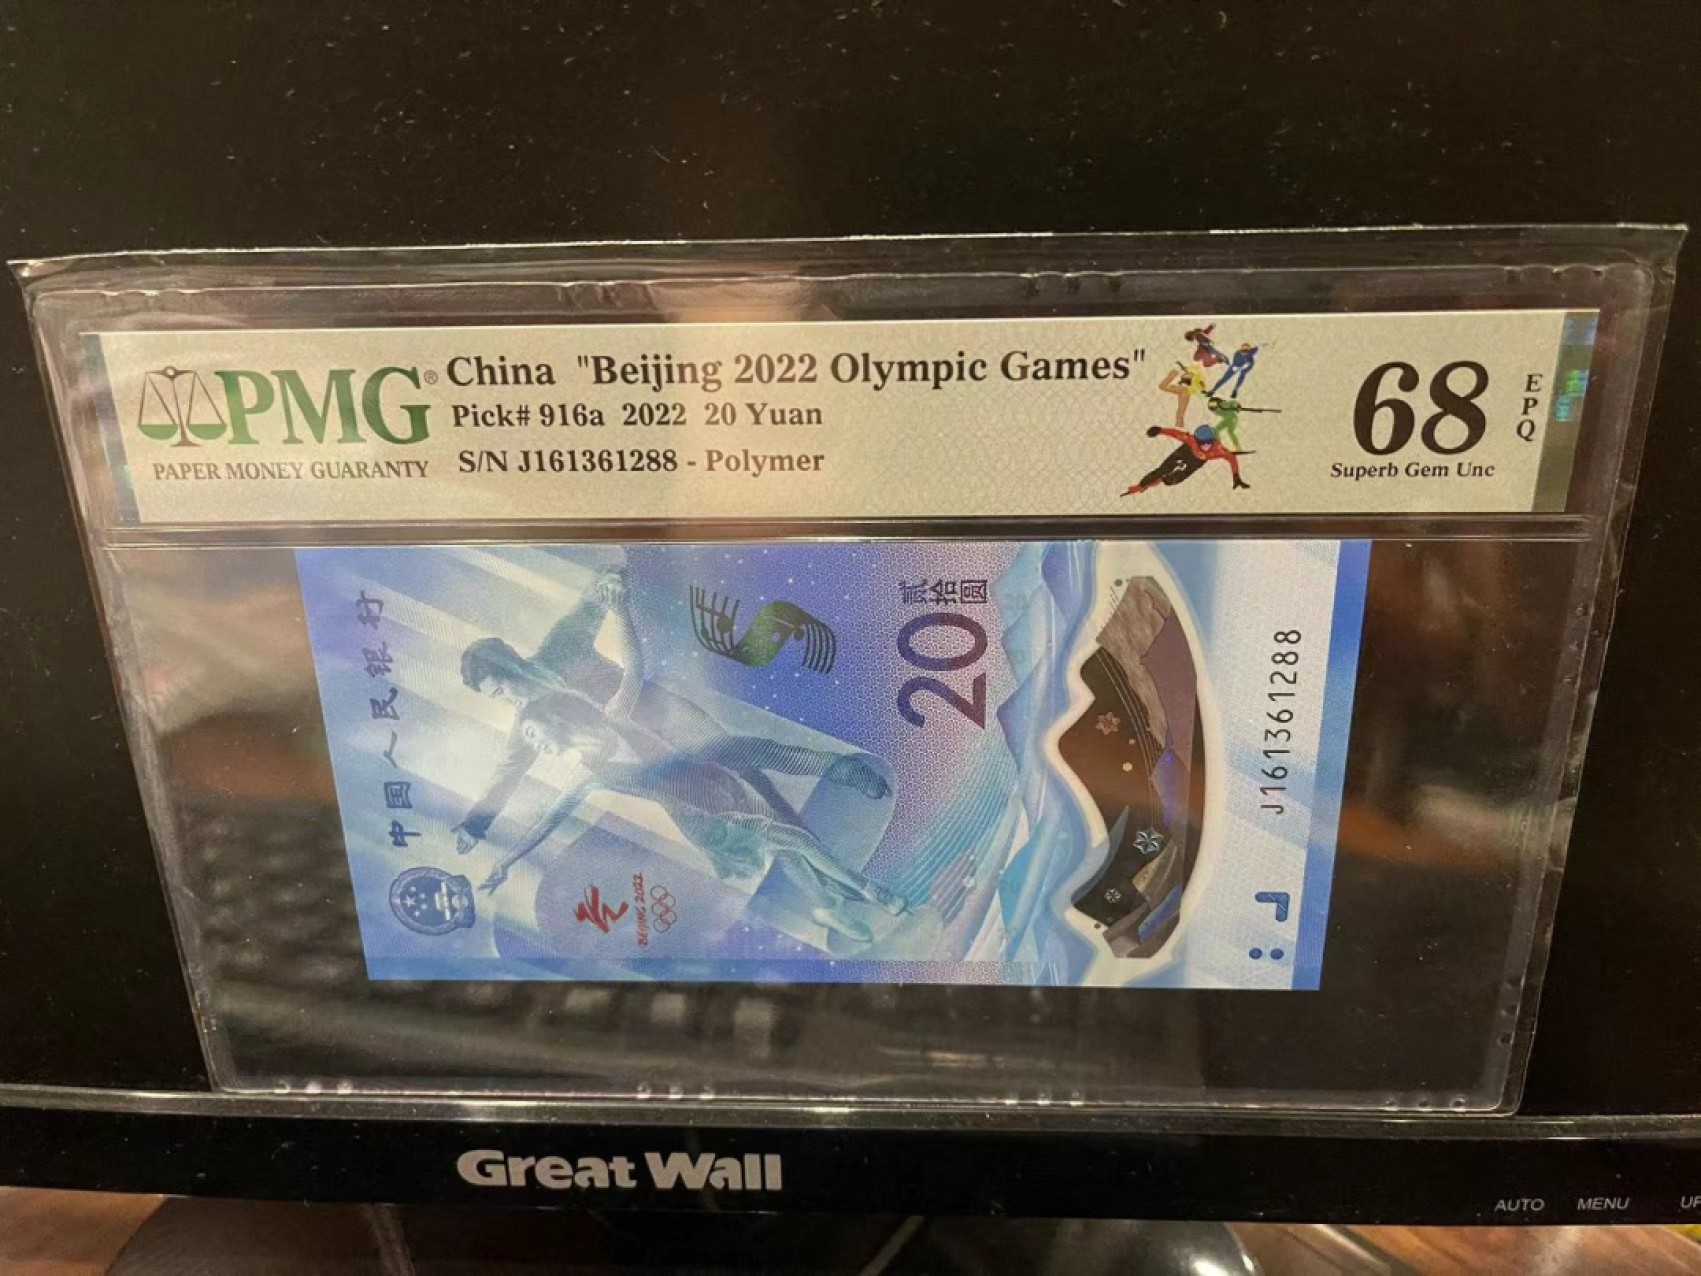 PMG®
PAPER MONEY GUARANTY
China "Beijing 2022 Olympic Games"
Pick# 916a 2022 20 Yuan
S/N J161361288 - Polymer
68
EPQ
Superb Gem Unc
中国人民银行
BEIJING 2022
贰拾圆
20
J161361288
Great Wall
AUTO
MENU